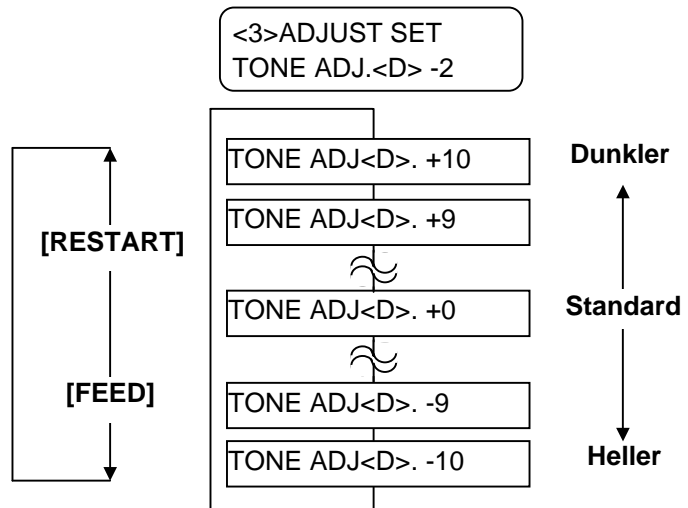 <3>ADJUST SET
TONE ADJ.<D> -2
TONE ADJ<D>. +10
Dunkler
[RESTART]
TONE ADJ<D>. +9
TONE ADJ<D>. +0
Standard
[FEED]
TONE ADJ<D>. -9
TONE ADJ<D>. -10
Heller